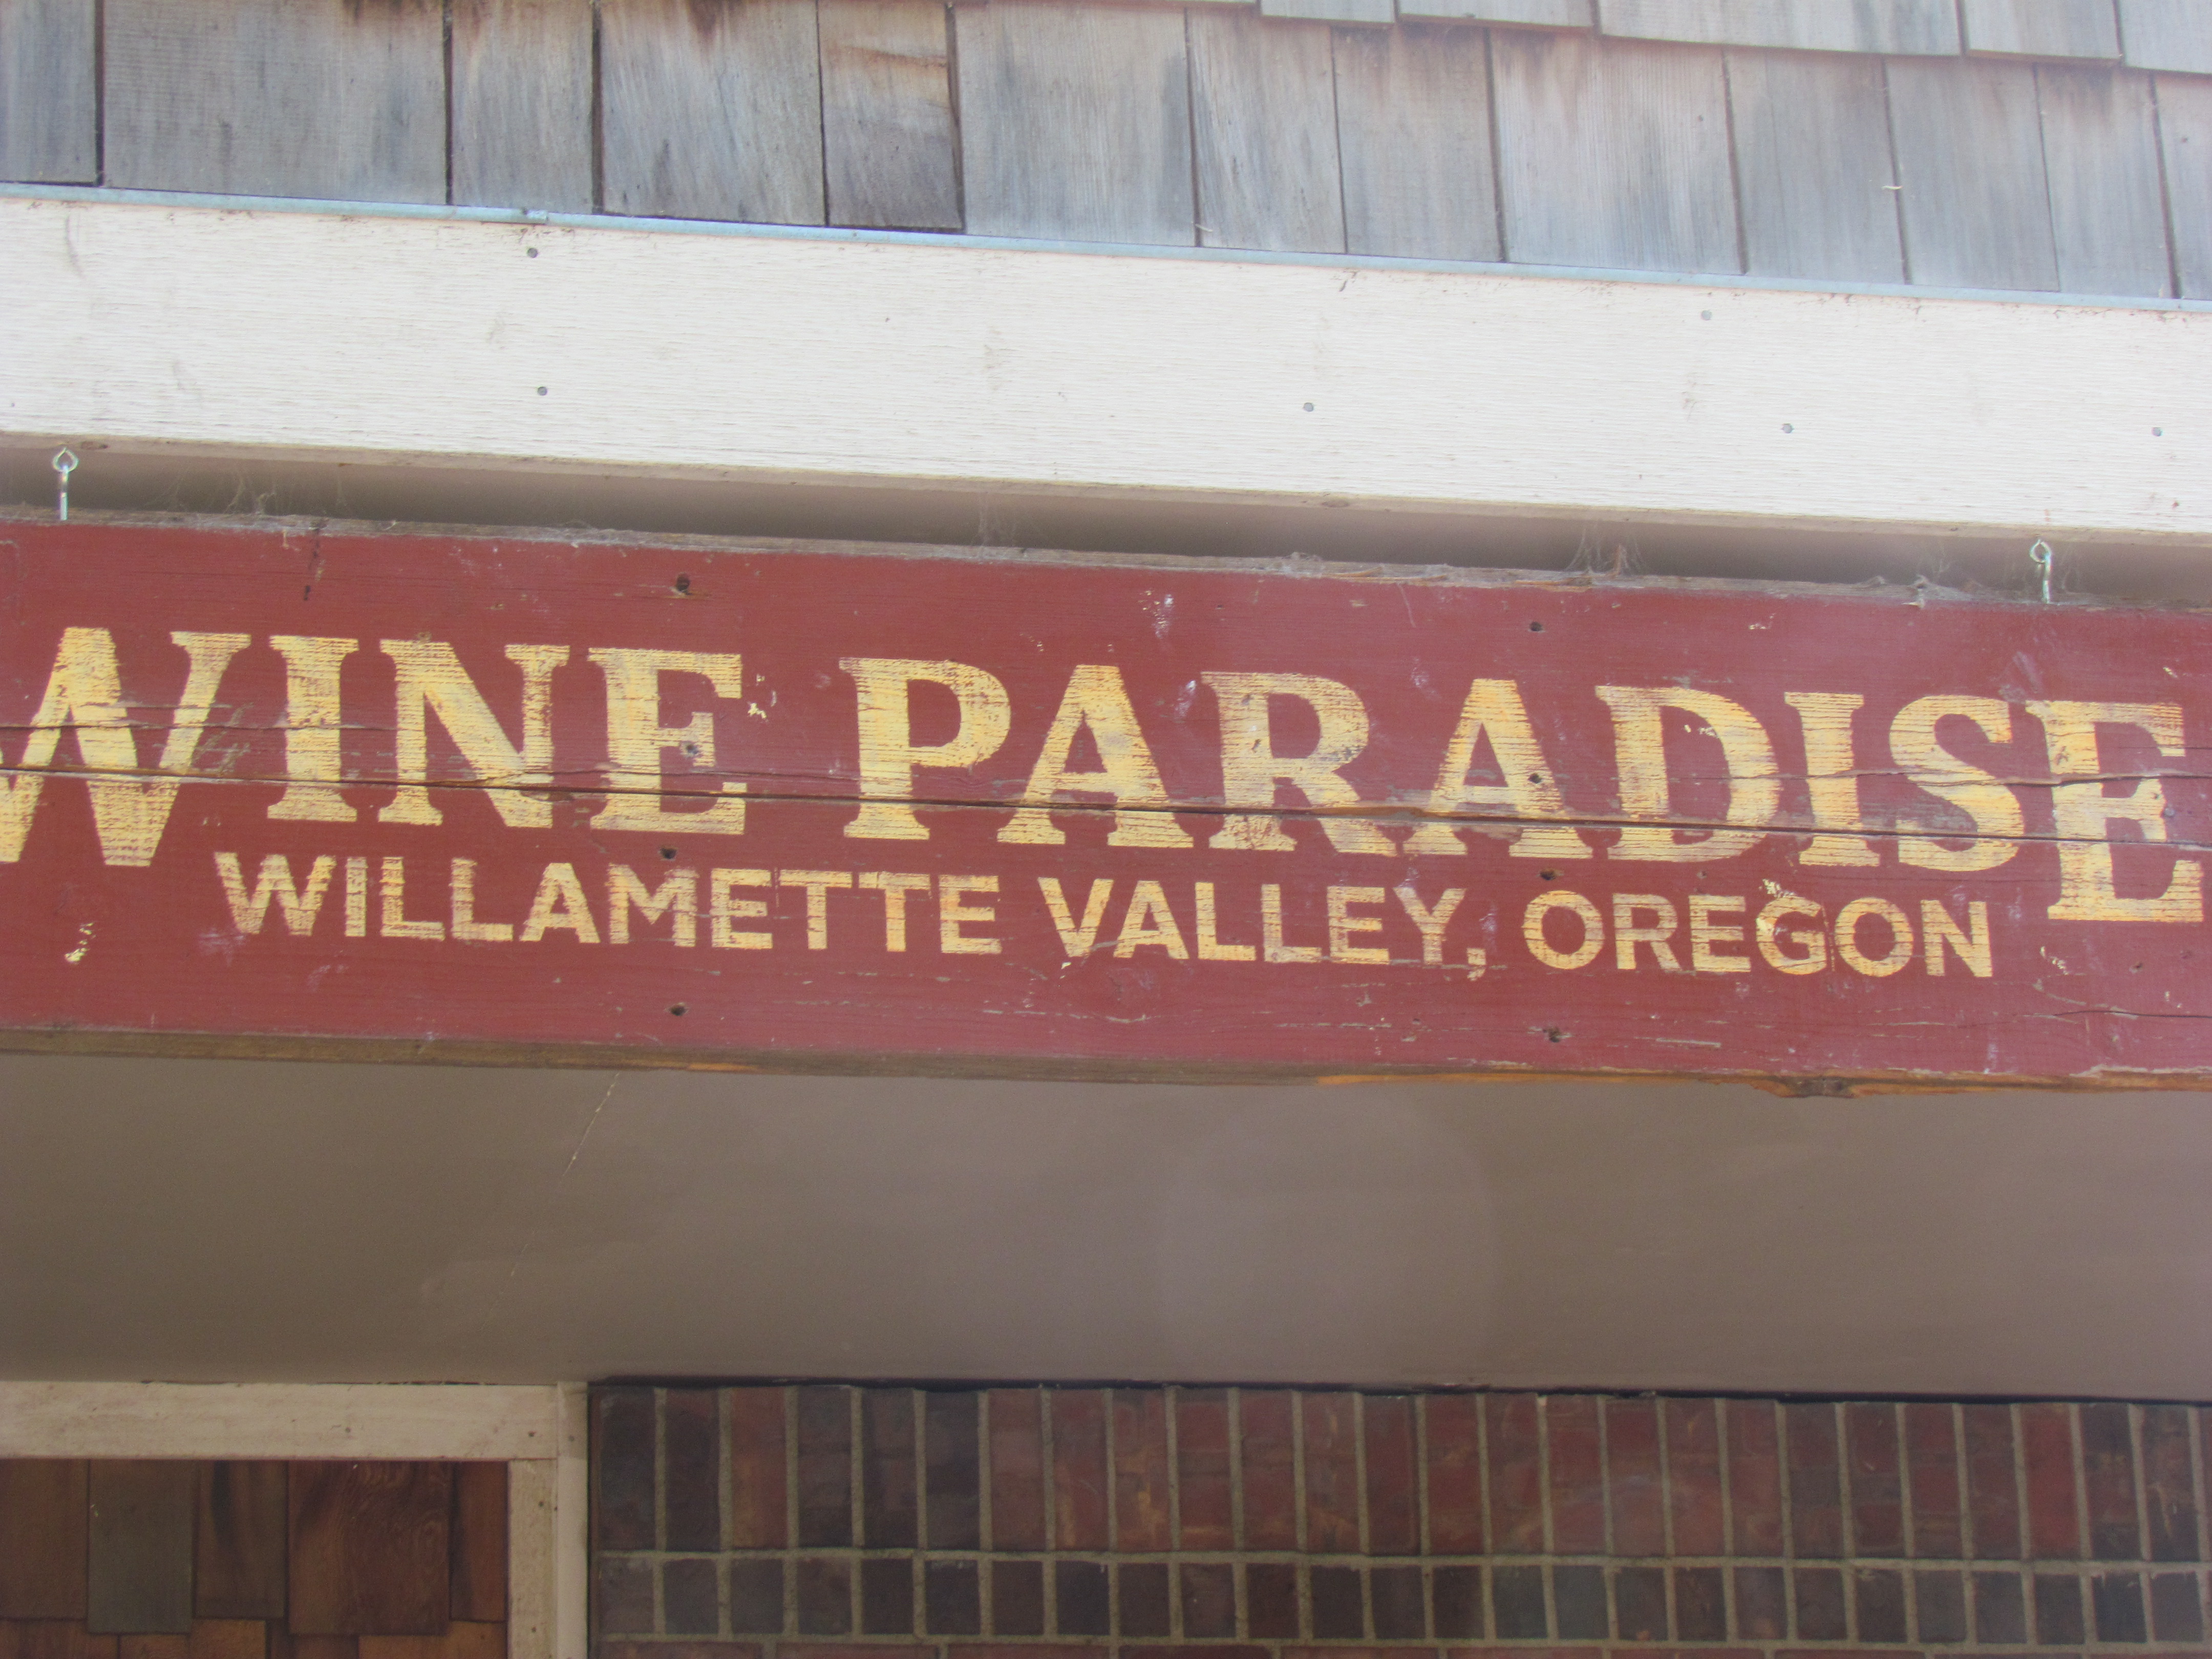 WINE PARADISE
WILLAMETTE VALLEY, OREGON